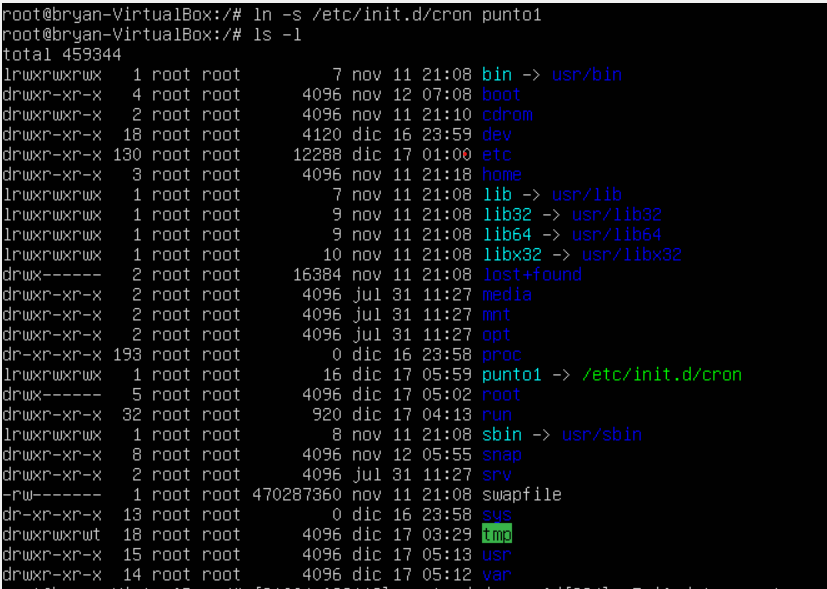 root@bryan-VirtualBox:/# ln -s /etc/init.d/cron punto1
root@bryan-VirtualBox:/# ls -l
total 459344
lrwxrwxrwx   1 root root         7 nov 11 21:08 bin -> usr/bin
drwxr-xr-x   4 root root      4096 nov 12 07:08 boot
drwxrwxr-x   2 root root      4096 nov 11 21:10 cdrom
drwxr-xr-x  18 root root      4120 dic 16 23:59 dev
drwxr-xr-x 130 root root     12288 dic 17 01:00 etc
drwxr-xr-x   3 root root      4096 nov 11 21:18 home
lrwxrwxrwx   1 root root         7 nov 11 21:08 lib -> usr/lib
lrwxrwxrwx   1 root root         9 nov 11 21:08 lib32 -> usr/lib32
lrwxrwxrwx   1 root root         9 nov 11 21:08 lib64 -> usr/lib64
lrwxrwxrwx   1 root root        10 nov 11 21:08 libx32 -> usr/libx32
drwx------   2 root root     16384 nov 11 21:08 lost+found
drwxr-xr-x   2 root root      4096 jul 31 11:27 media
drwxr-xr-x   2 root root      4096 jul 31 11:27 mnt
drwxr-xr-x   2 root root      4096 jul 31 11:27 opt
dr-xr-xr-x 193 root root         0 dic 16 23:58 proc
lrwxrwxrwx   1 root root        16 dic 17 05:59 punto1 -> /etc/init.d/cron
drwx------   5 root root      4096 dic 17 05:02 root
drwxr-xr-x  32 root root       920 dic 17 04:13 run
lrwxrwxrwx   1 root root         8 nov 11 21:08 sbin -> usr/sbin
drwxr-xr-x   8 root root      4096 nov 12 05:55 snap
drwxr-xr-x   2 root root      4096 jul 31 11:27 srv
-rw-------   1 root root 470287360 nov 11 21:08 swapfile
dr-xr-xr-x  13 root root         0 dic 16 23:58 sys
drwxrwxrwt  18 root root      4096 dic 17 03:29 tmp
drwxr-xr-x  15 root root      4096 dic 17 05:13 usr
drwxr-xr-x  14 root root      4096 dic 17 05:12 var